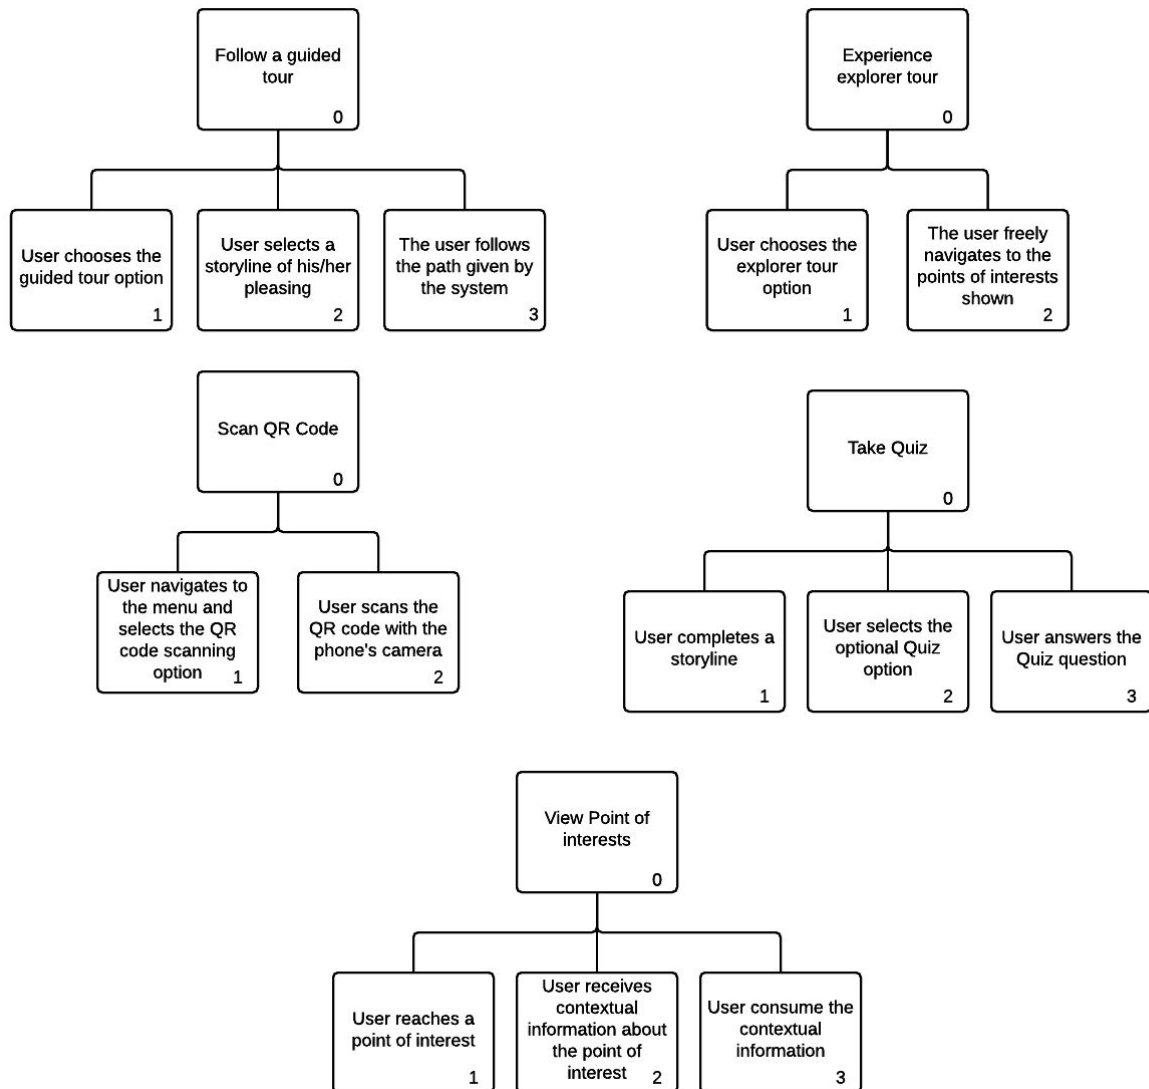 Follow a guided
tour
0
Experience
explorer tour
0
User chooses the
guided tour option
1
User selects a
storyline of his/her
pleasing
2
The user follows
the path given by
the system
3
User chooses the
explorer tour
option
1
The user freely
navigates to the
points of interests
shown
2
Scan QR Code
0
Take Quiz
0
User navigates to
the menu and
selects the QR
code scanning
option
1
User scans the
QR code with the
phone's camera
2
User completes a
storyline
1
User selects the
optional Quiz
option
2
User answers the
Quiz question
3
View Point of
interests
0
User reaches a
point of interest
1
User receives
contextual
information about
the point of
interest
2
User consume the
contextual
information
3